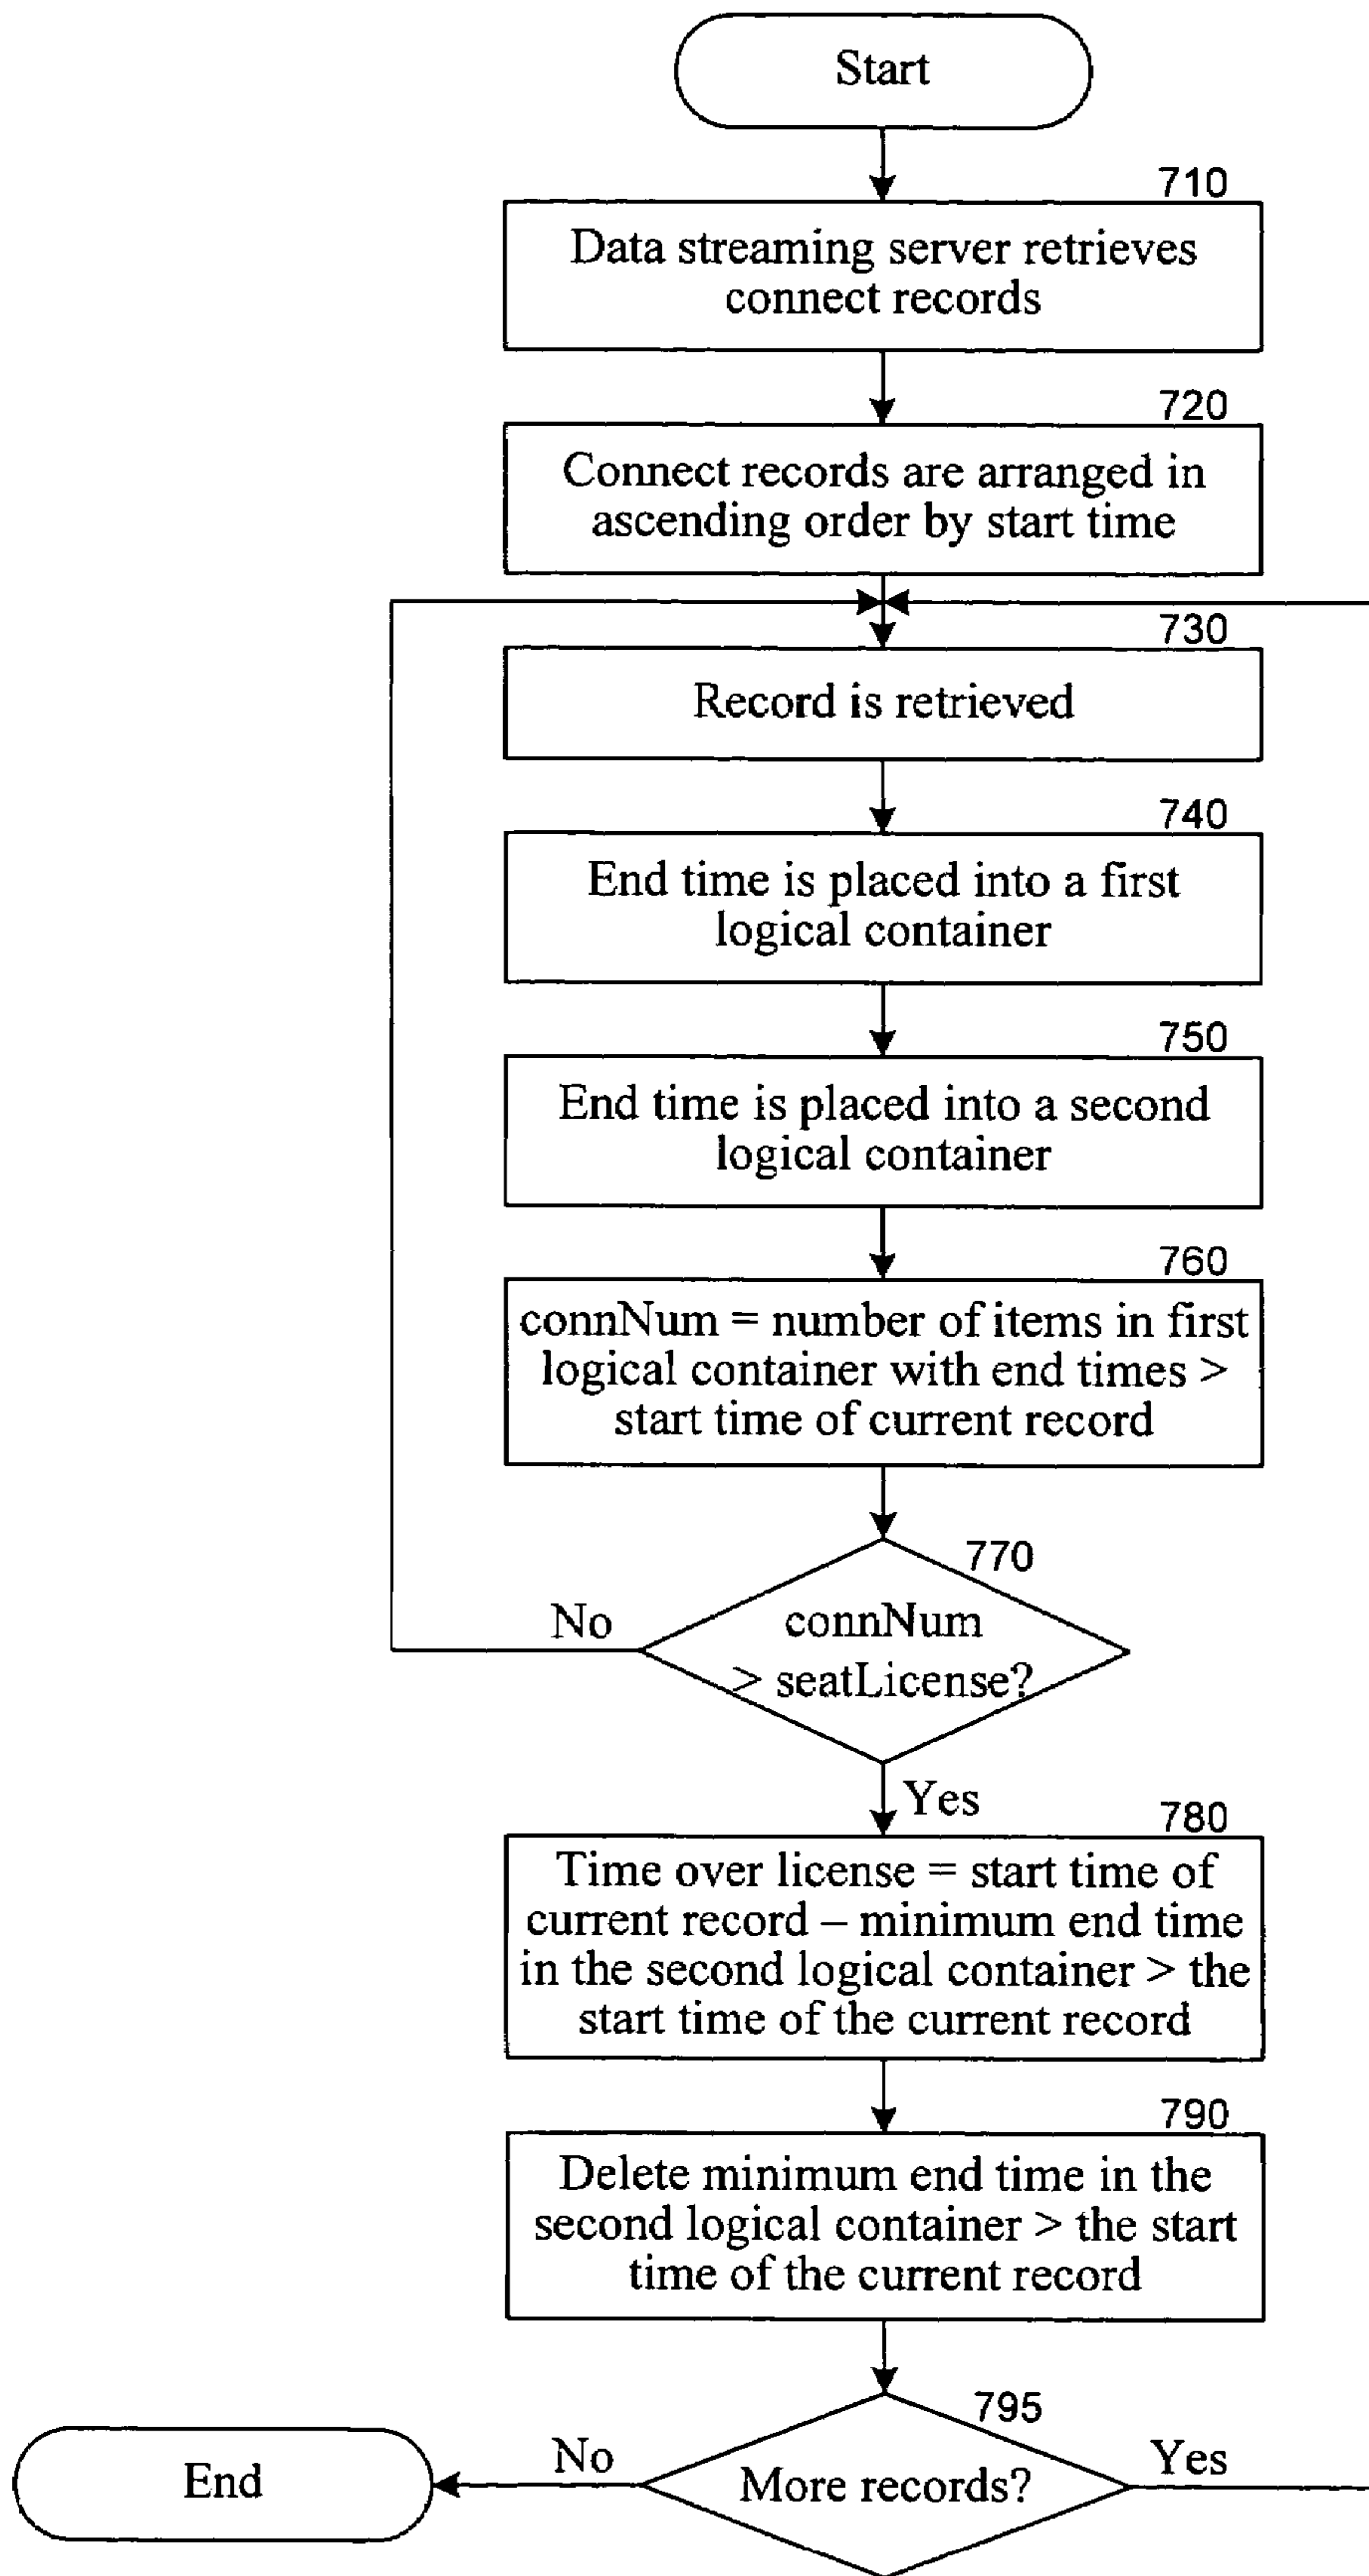 Start
710
Data streaming server retrieves
connect records
720
Connect records are arranged in
ascending order by start time
730
Record is retrieved
740
End time is placed into a first
logical container
750
End time is placed into a second
logical container
760
connNum = number of items in first
logical container with end times >
start time of current record
770
connNum
> seatLicense?
No
Yes
780
Time over license = start time of
current record – minimum end time
in the second logical container > the
start time of the current record
790
Delete minimum end time in the
second logical container > the start
time of the current record
795
More records?
No
Yes
End